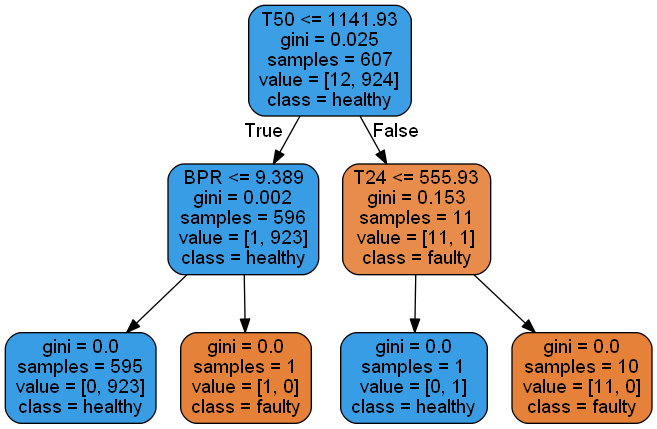 T50 <= 1141.93
gini = 0.025
samples = 607
value = [12, 924]
class = healthy
True
False
BPR <= 9.389
gini = 0.002
samples = 596
value = [1, 923]
class = healthy
T24 <= 555.93
gini = 0.153
samples = 11
value = [11, 1]
class = faulty
gini = 0.0
samples = 595
value = [0, 923]
class = healthy
gini = 0.0
samples = 1
value = [1, 0]
class = faulty
gini = 0.0
samples = 1
value = [0, 1]
class = healthy
gini = 0.0
samples = 10
value = [11, 0]
class = faulty